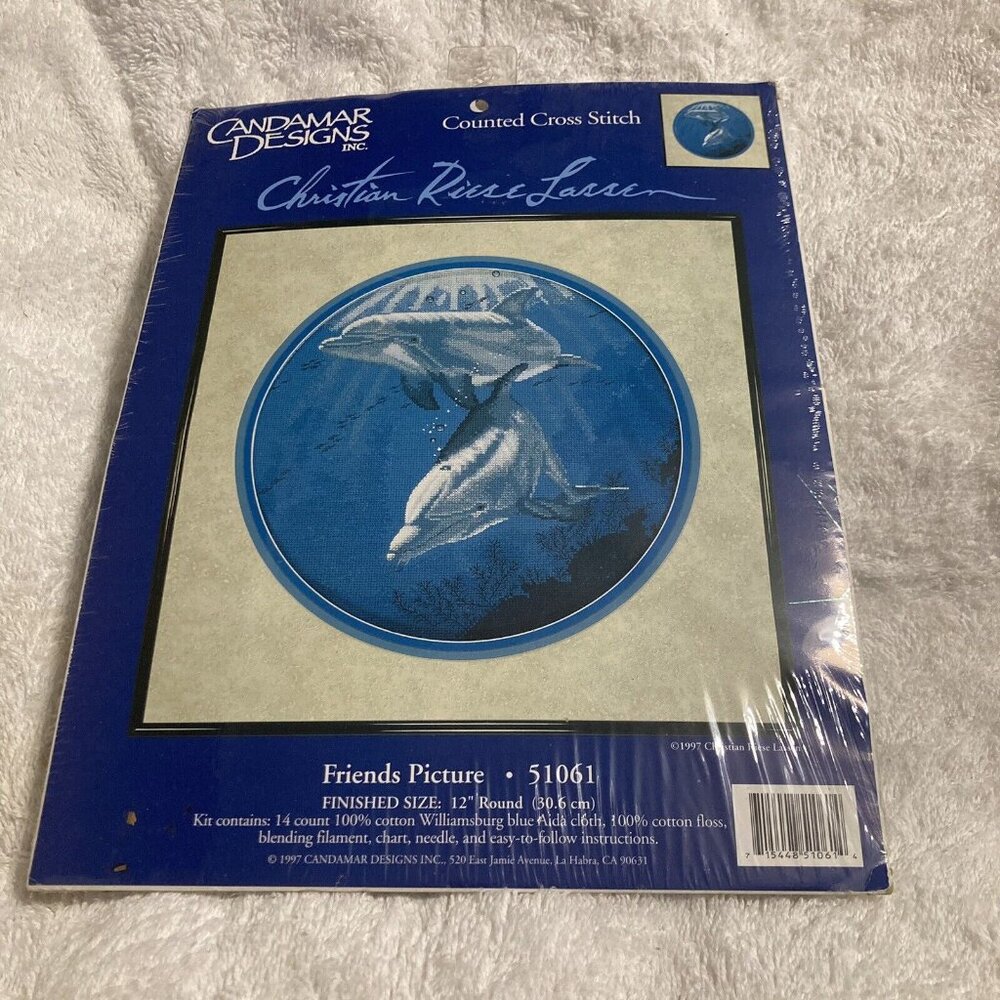 CANDAMAR
DESIGNS
INC.
Counted Cross Stitch
Christian Riese Lassen
©1997 Christian Riese Lassen
Friends Picture • 51061
FINISHED SIZE: 12" Round (30.6 cm)
Kit contains: 14 count 100% cotton Williamsburg blue Aida cloth, 100% cotton floss,
blending filament, chart, needle, and easy-to-follow instructions.
© 1997 CANDAMAR DESIGNS INC., 520 East Jamie Avenue, La Habra, CA 90631
7 15448 51061 4